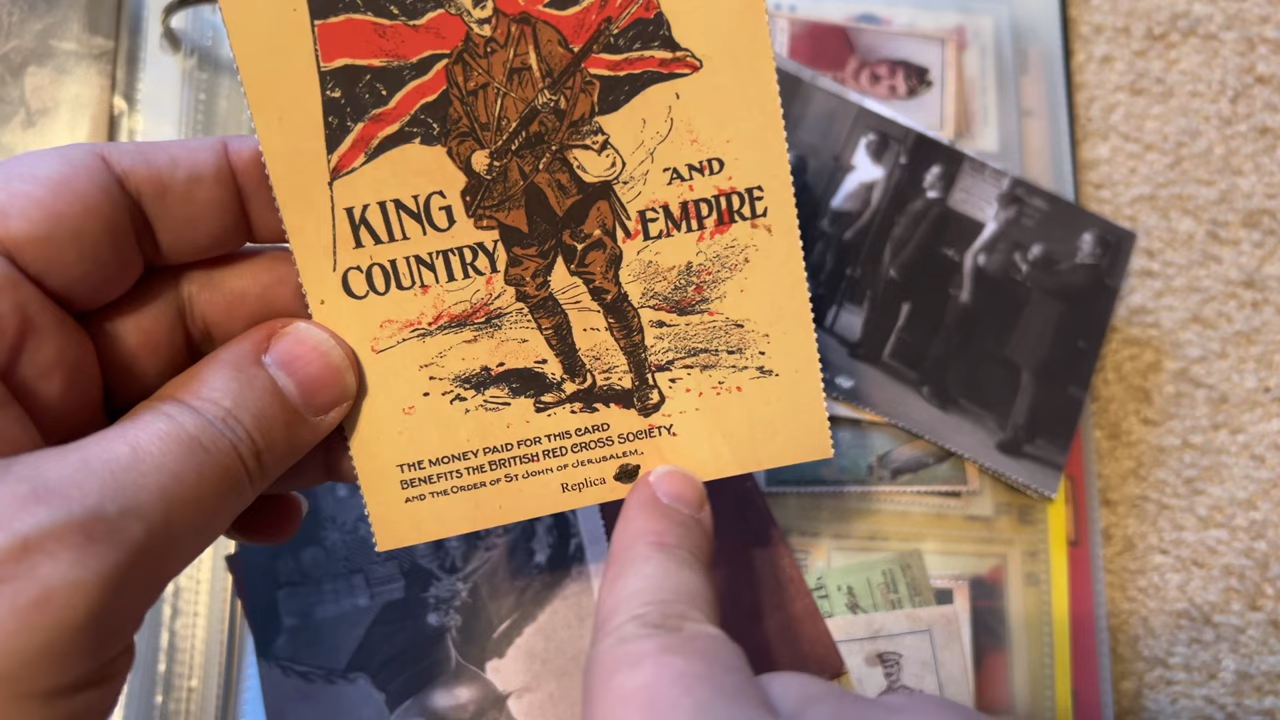 KING
COUNTRY
"AND
EMPIRE
THE MONEY PAID FOR THIS CARD
BENEFITS THE BRITISH RED CROSS SOCIETY,
AND THE ORDER OF ST JOHN OF JERUSALEM.
Replica